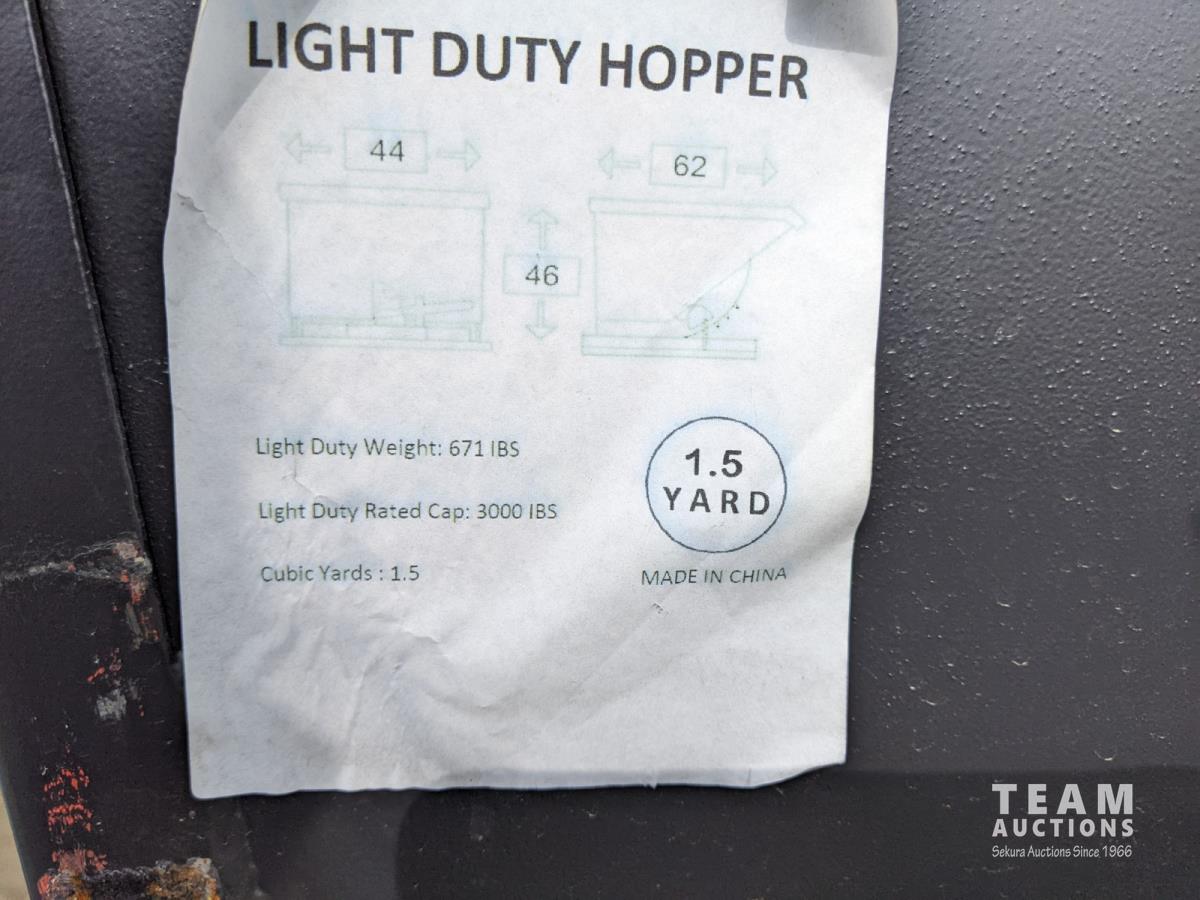 LIGHT DUTY HOPPER
44
62
46
Light Duty Weight: 671 IBS
Light Duty Rated Cap: 3000 IBS
Cubic Yards : 1.5
1.5
YARD
MADE IN CHINA
TEAM
AUCTIONS
Sekura Auctions Since 1966